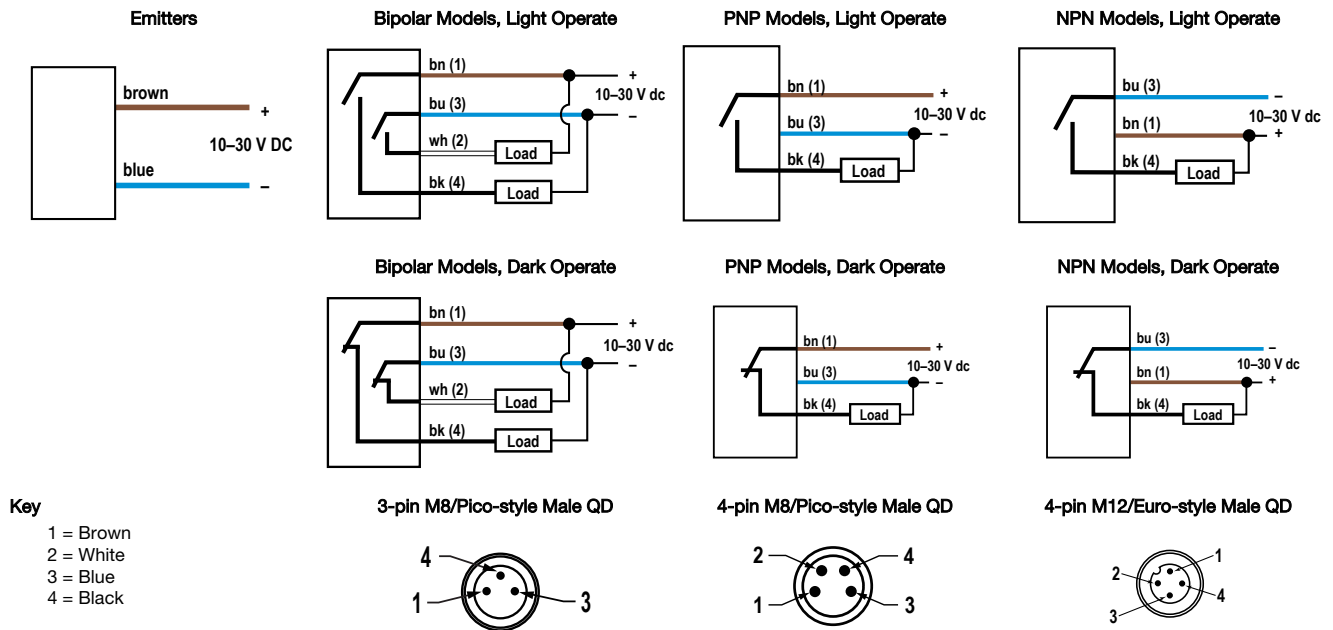 Emitters
brown
+
10–30 V DC
blue
–
Bipolar Models, Light Operate
bn (1)
+
10–30 V dc
bu (3)
–
wh (2)
Load
bk (4)
Load
PNP Models, Light Operate
bn (1)
+
10–30 V dc
bu (3)
–
bk (4)
Load
NPN Models, Light Operate
bu (3)
–
10–30 V dc
bn (1)
+
bk (4)
Load
Bipolar Models, Dark Operate
bn (1)
+
10–30 V dc
bu (3)
–
wh (2)
Load
bk (4)
Load
PNP Models, Dark Operate
bn (1)
+
10–30 V dc
bu (3)
–
bk (4)
Load
NPN Models, Dark Operate
bu (3)
–
10–30 V dc
bn (1)
+
bk (4)
Load
Key
1 = Brown
2 = White
3 = Blue
4 = Black
3-pin M8/Pico-style Male QD
4
1
3
4-pin M8/Pico-style Male QD
2
4
1
3
4-pin M12/Euro-style Male QD
1
2
4
3